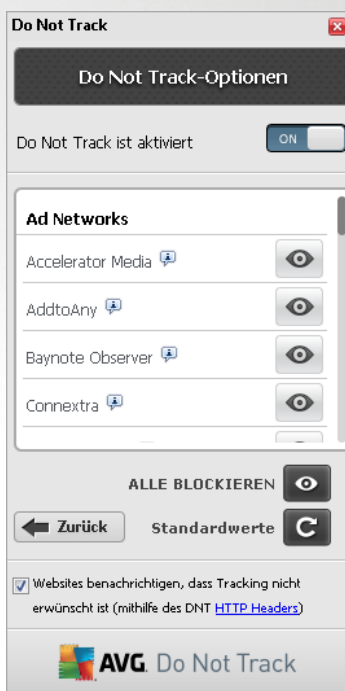 Do Not Track
Do Not Track-Optionen
Do Not Track ist aktiviert
ON
Ad Networks
Accelerator Media
AddtoAny
Baynote Observer
Connextra
ALLE BLOCKIEREN
Zurück
Standardwerte
Websites benachrichtigen, dass Tracking nicht
erwünscht ist (mithilfe des DNT HTTP Headers)
AVG. Do Not Track